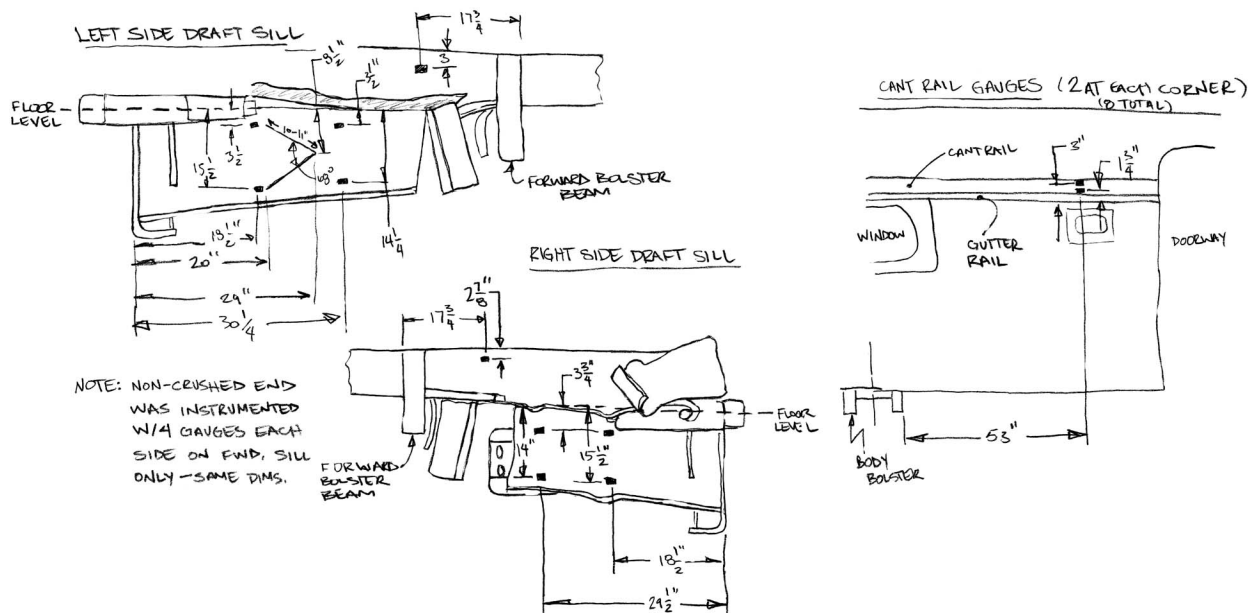 LEFT SIDE DRAFT SILL
17 3/4
9 1/2"
3
3 1/2"
FLOOR
LEVEL
10-11"
3 1/2
15 1/2
68°
FORWARD BOLSTER
BEAM
18 1/2"
14 1/4
20"
29"
30 1/4
CANT RAIL GAUGES (2 AT EACH CORNER)
(8 TOTAL)
3"
1 3/4"
CANTRAIL
WINDOW
GUTTER
RAIL
DOORWAY
53"
BODY
BOLSTER
RIGHT SIDE DRAFT SILL
2 7/8"
17 3/4
3 3/4"
FLOOR
LEVEL
14"
15 1/2"
FORWARD
BOLSTER
BEAM
18 1/2"
29 1/2"
NOTE: NON-CRUSHED END
WAS INSTRUMENTED
W/4 GAUGES EACH
SIDE ON FWD. SILL
ONLY - SAME DIMS.